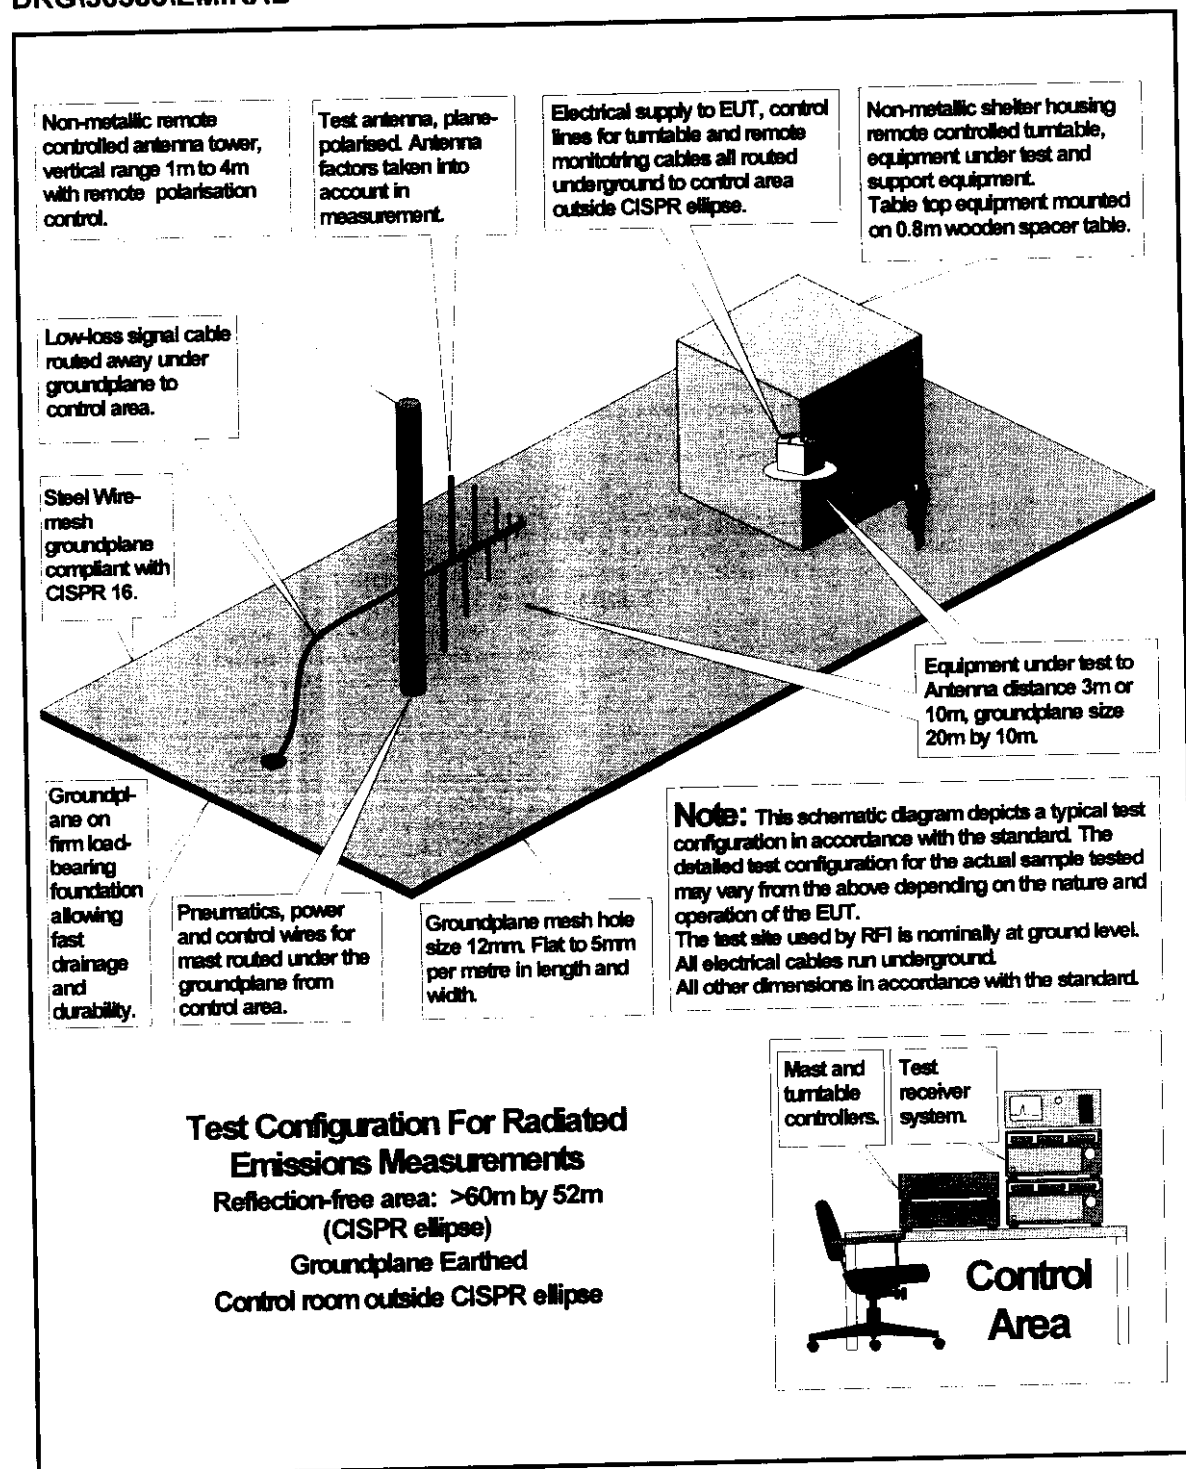 Non-metallic remote
controlled antenna tower,
vertical range 1m to 4m
with remote polarisation
control.
Test antenna, plane-
polarised. Antenna
factors taken into
account in
measurement.
Electrical supply to EUT, control
lines for turntable and remote
monitotring cables all routed
underground to control area
outside CISPR ellipse.
Non-metallic shelter housing
remote controlled turntable,
equipment under test and
support equipment.
Table top equipment mounted
on 0.8m wooden spacer table.
Low-loss signal cable
routed away under
groundplane to
control area.
Steel Wire-
mesh
groundplane
compliant with
CISPR 16.
Equipment under test to
Antenna distance 3m or
10m, groundplane size
20m by 10m.
Groundpl-
ane on
firm load-
bearing
foundation
allowing
fast
drainage
and
durability.
Pneumatics, power
and control wires for
mast routed under the
groundplane from
control area.
Groundplane mesh hole
size 12mm. Flat to 5mm
per metre in length and
width.
Note: This schematic diagram depicts a typical test
configuration in accordance with the standard. The
detailed test configuration for the actual sample tested
may vary from the above depending on the nature and
operation of the EUT.
The test site used by RFI is nominally at ground level.
All electrical cables run underground.
All other dimensions in accordance with the standard.
Test Configuration For Radiated
Emissions Measurements
Reflection-free area: >60m by 52m
(CISPR ellipse)
Groundplane Earthed
Control room outside CISPR ellipse
Mast and
turntable
controllers.
Test
receiver
system.
Control
Area